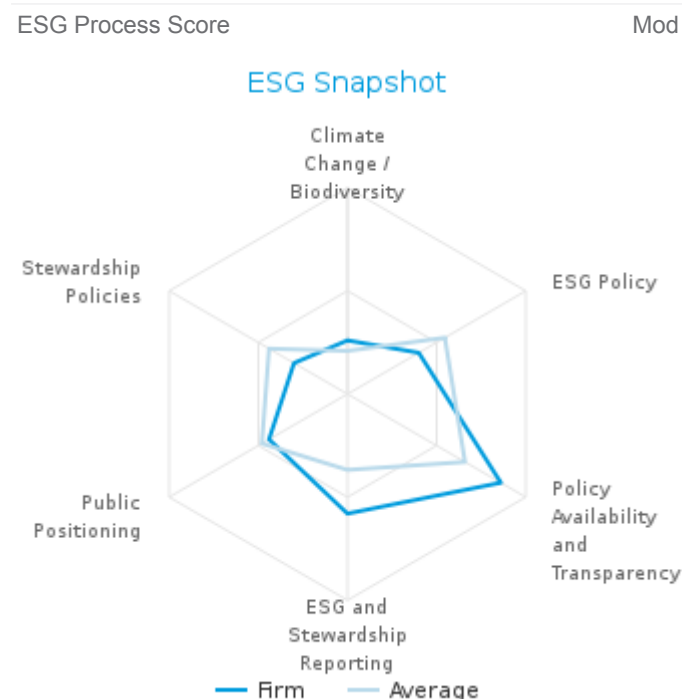 ESG Process Score Mod
ESG Snapshot
Climate
Change /
Biodiversity
Stewardship
Policies
ESG Policy
Public
Positioning
Policy
Availability
and
Transparency
ESG and
Stewardship
Reporting
Firm Average